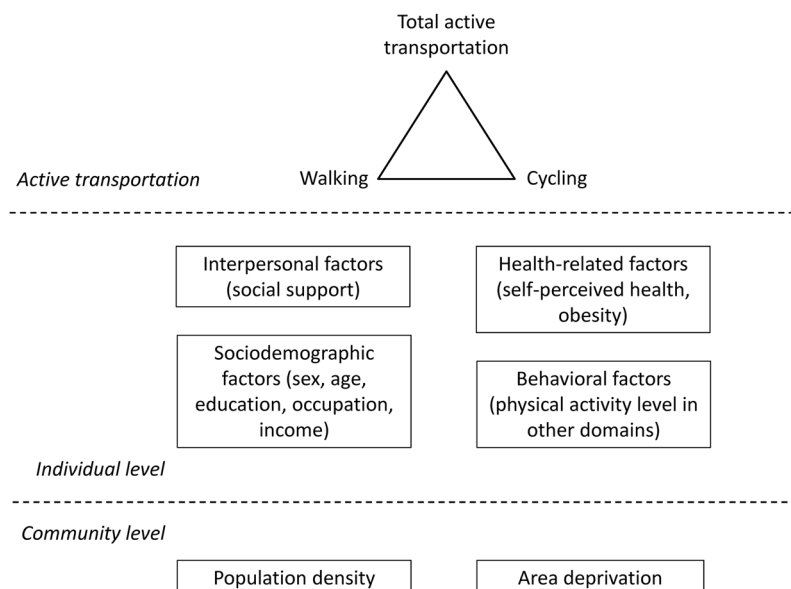 Total active
transportation
Active transportation
Walking
Cycling
Interpersonal factors
(social support)
Health-related factors
(self-perceived health,
obesity)
Sociodemographic
factors (sex, age,
education, occupation,
income)
Behavioral factors
(physical activity level in
other domains)
Individual level
Community level
Population density
Area deprivation